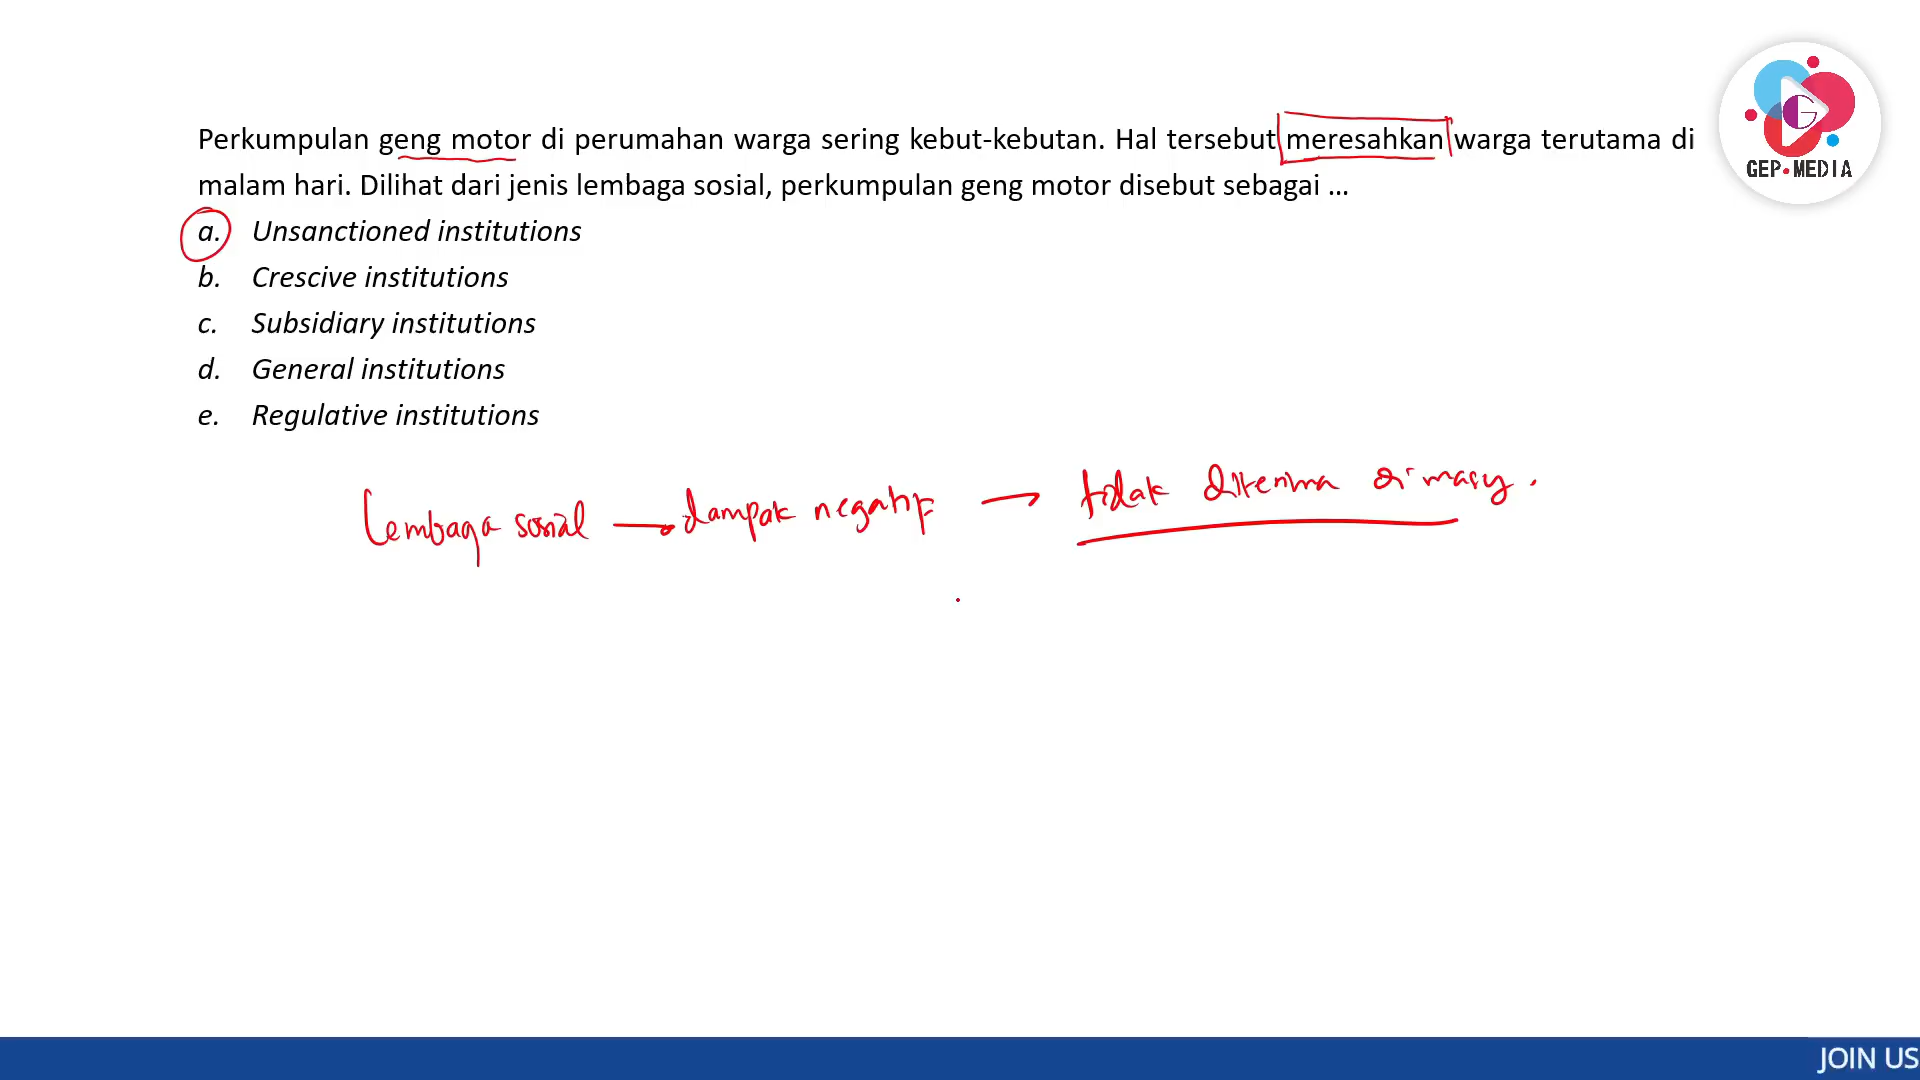 Perkumpulan geng motor di perumahan warga sering kebut-kebutan. Hal tersebut meresahkan warga terutama di
malam hari. Dilihat dari jenis lembaga sosial, perkumpulan geng motor disebut sebagai ...
a. Unsanctioned institutions
b. Crescive institutions
c. Subsidiary institutions
d. General institutions
e. Regulative institutions
Lembaga sosial → dampak negatif → tidak diterima di masy.
G
GEP•MEDIA
JOIN US